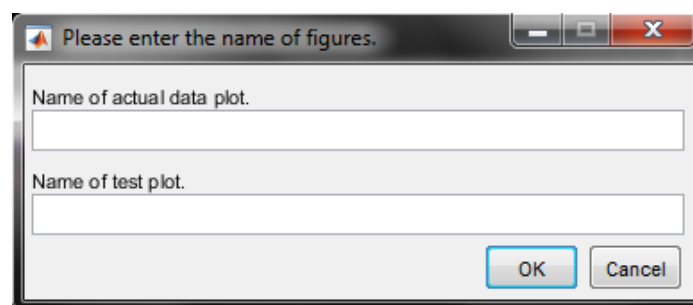 Please enter the name of figures.
Name of actual data plot.
Name of test plot.
OK Cancel